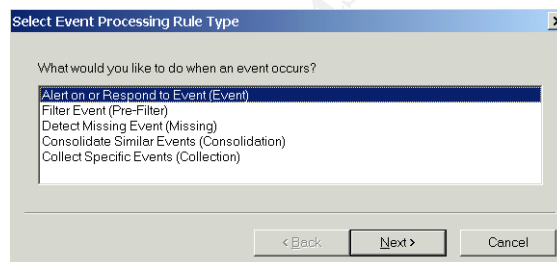 Select Event Processing Rule Type
What would you like to do when an event occurs?
Alert on or Respond to Event (Event)
Filter Event (Pre-Filter)
Detect Missing Event (Missing)
Consolidate Similar Events (Consolidation)
Collect Specific Events (Collection)
< Back
Next >
Cancel